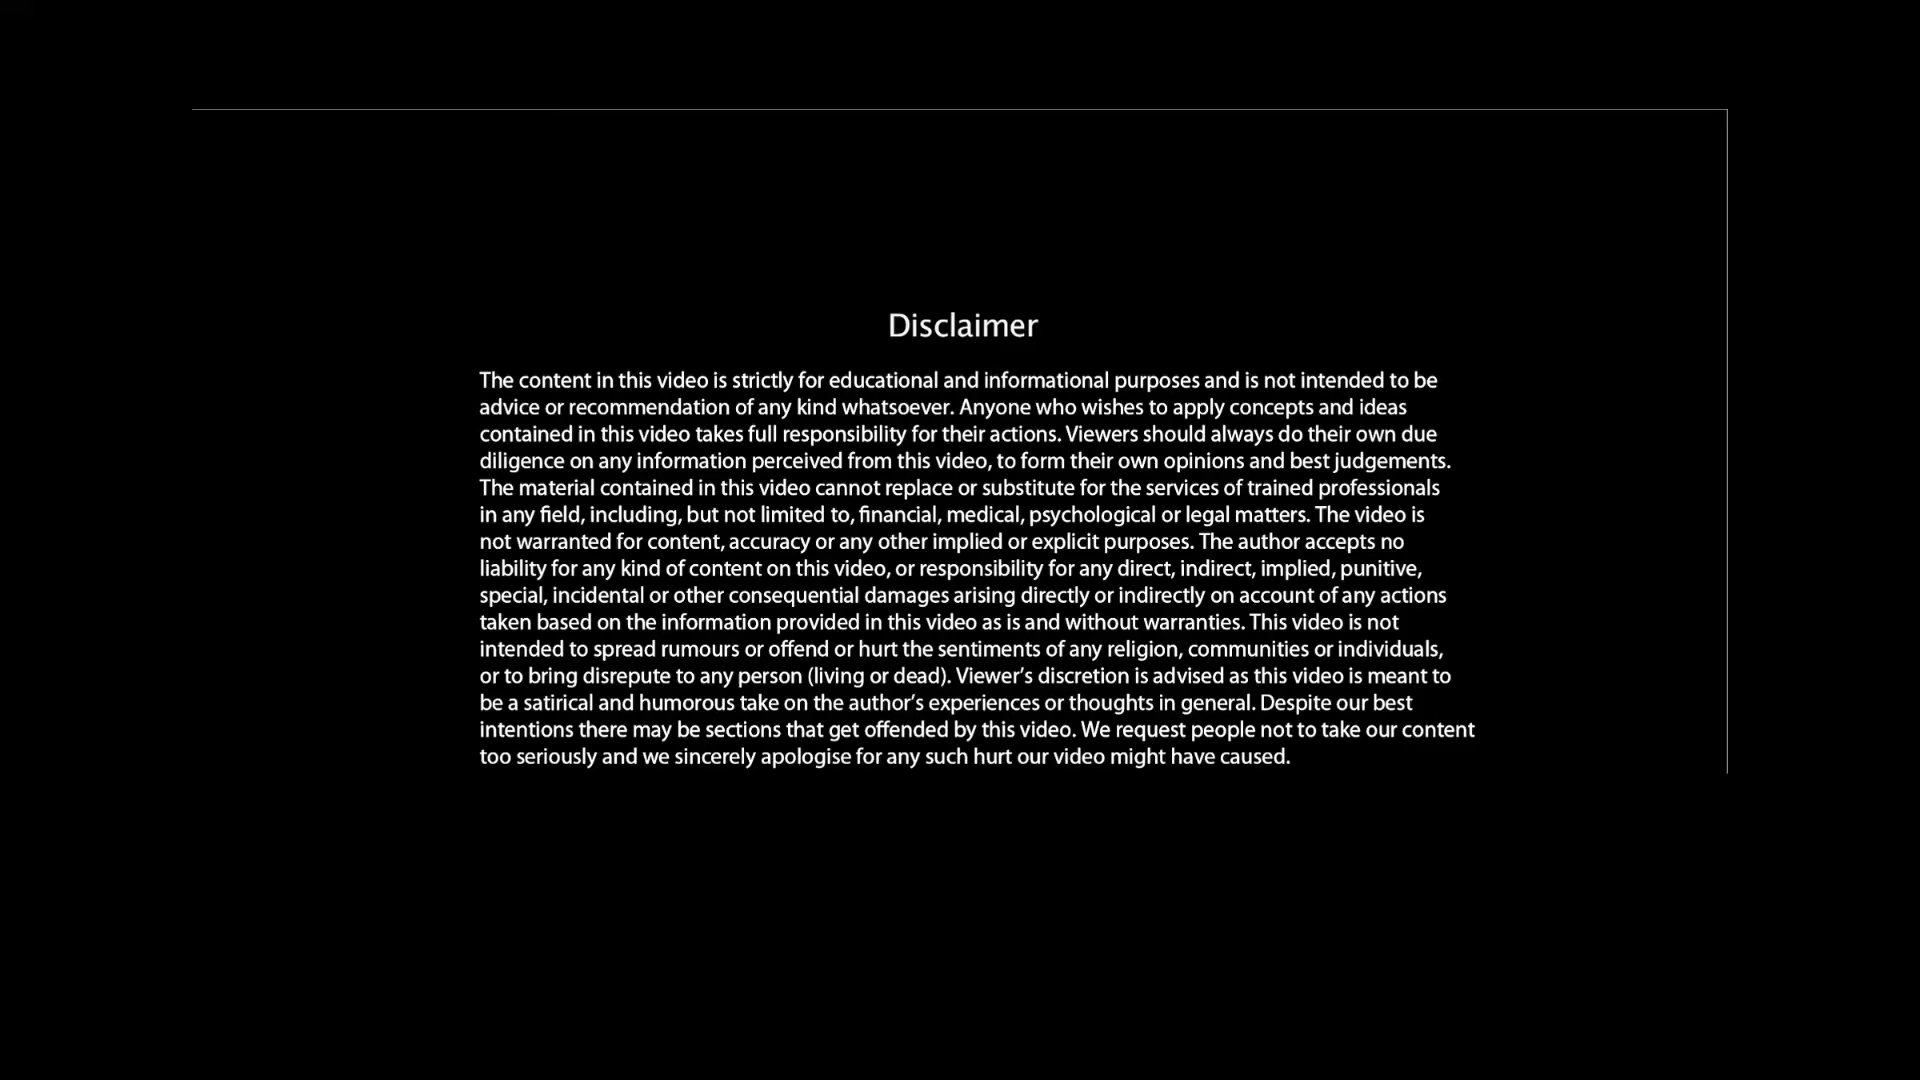 Disclaimer
The content in this video is strictly for educational and informational purposes and is not intended to be
advice or recommendation of any kind whatsoever. Anyone who wishes to apply concepts and ideas
contained in this video takes full responsibility for their actions. Viewers should always do their own due
diligence on any information perceived from this video, to form their own opinions and best judgements.
The material contained in this video cannot replace or substitute for the services of trained professionals
in any field, including, but not limited to, financial, medical, psychological or legal matters. The video is
not warranted for content, accuracy or any other implied or explicit purposes. The author accepts no
liability for any kind of content on this video, or responsibility for any direct, indirect, implied, punitive,
special, incidental or other consequential damages arising directly or indirectly on account of any actions
taken based on the information provided in this video as is and without warranties. This video is not
intended to spread rumours or offend or hurt the sentiments of any religion, communities or individuals,
or to bring disrepute to any person (living or dead). Viewer’s discretion is advised as this video is meant to
be a satirical and humorous take on the author’s experiences or thoughts in general. Despite our best
intentions there may be sections that get offended by this video. We request people not to take our content
too seriously and we sincerely apologise for any such hurt our video might have caused.